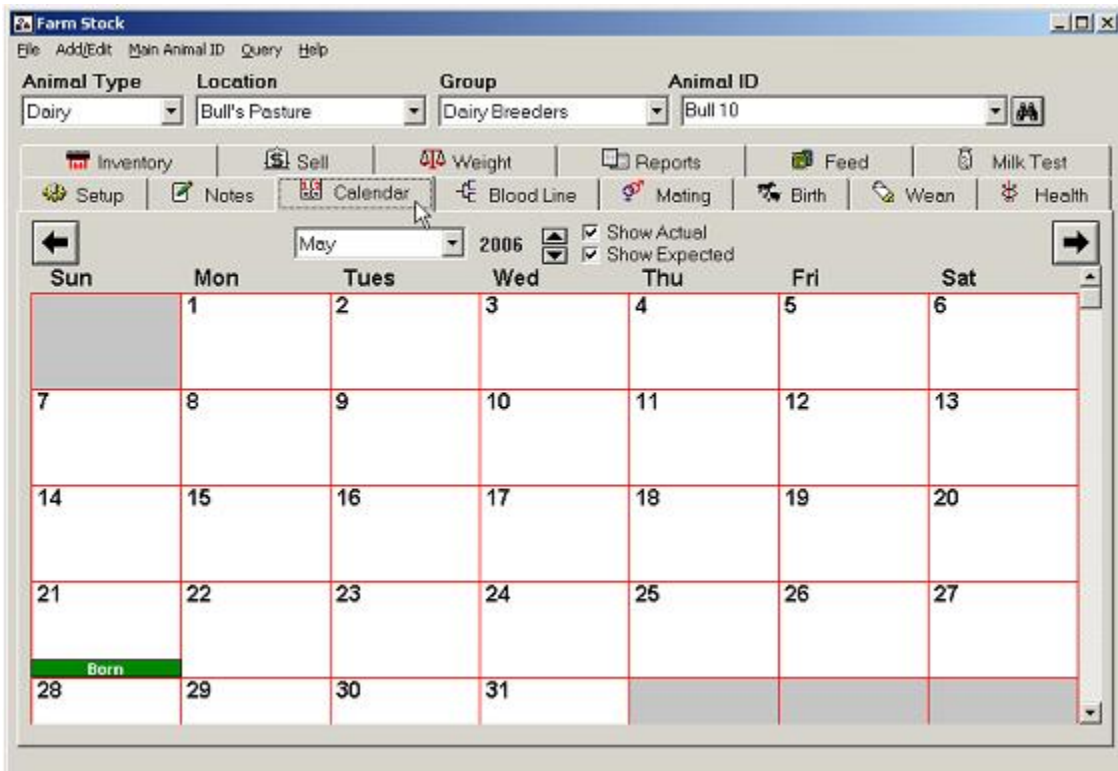 Farm Stock
File Add/Edit Main Animal ID Query Help
Animal Type Location Group Animal ID
Dairy Bull's Pasture Dairy Breeders Bull 10
Inventory Sell Weight Reports Feed Milk Test
Setup Notes Calendar Blood Line Mating Birth Wean Health
Show Actual
May 2006
Show Expected
Sun Mon Tues Wed Thu Fri Sat
1 2 3 4 5 6
7 8 9 10 11 12 13
14 15 16 17 18 19 20
21 22 23 24 25 26 27
Born
28 29 30 31